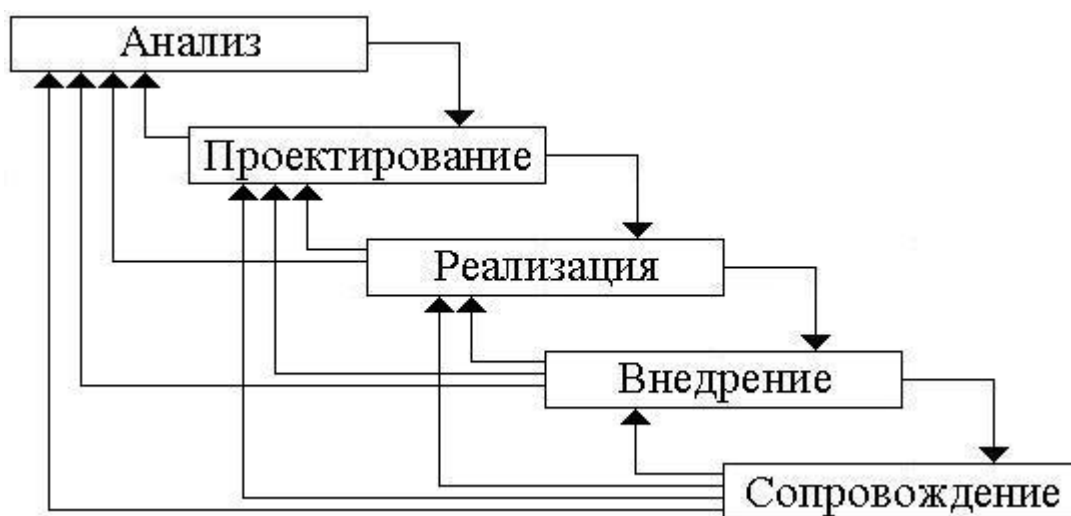 Анализ
Проектирование
Реализация
Внедрение
Сопровождение